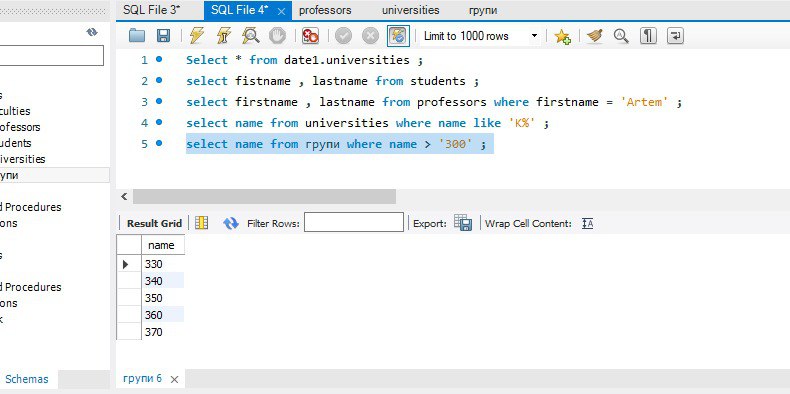 SQL File 3* SQL File 4* × professors universities групи
Limit to 1000 rows
1 Select * from date1.universities ;
2 select fistname , lastname from students ;
3 select firstname , lastname from professors where firstname = 'Artem' ;
4 select name from universities where name like 'K%' ;
5 select name from групи where name > '300' ;
culties
ofessors
udents
iversities
упи
d Procedures
ons
s
d Procedures
ons
k
Schemas
Result Grid Filter Rows: Export: Wrap Cell Content:
name
330
340
350
360
370
групи 6 ×